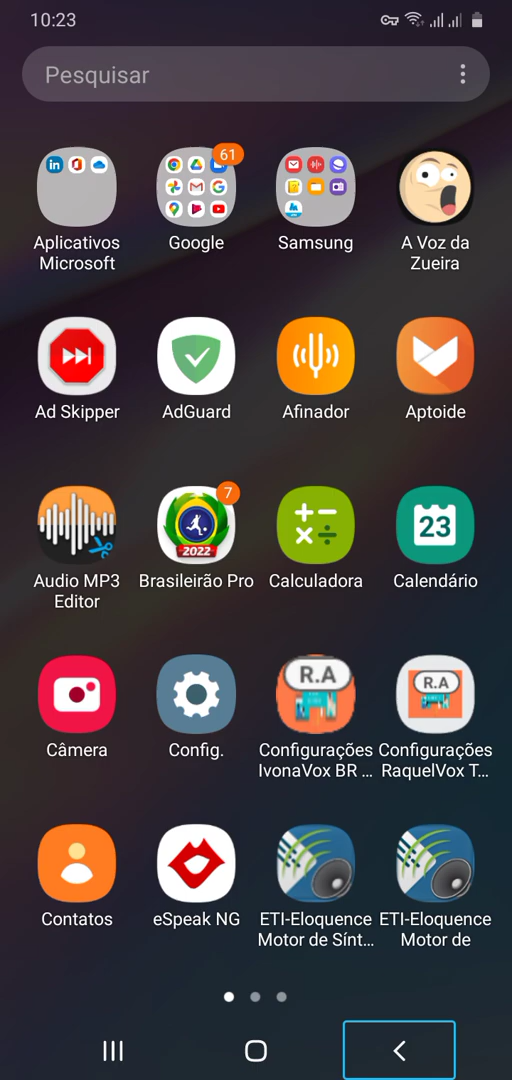 10:23
Pesquisar
61
Aplicativos
Microsoft
Google
Samsung
A Voz da
Zueira
Ad Skipper
AdGuard
Afinador
Aptoide
7
2022
23
Audio MP3
Editor
Brasileirão Pro
Calculadora
Calendário
R.A
R.A
Câmera
Config.
Configurações
IvonaVox BR ...
Configurações
RaquelVox T...
Contatos
eSpeak NG
ETI-Eloquence
Motor de Sínt...
ETI-Eloquence
Motor de